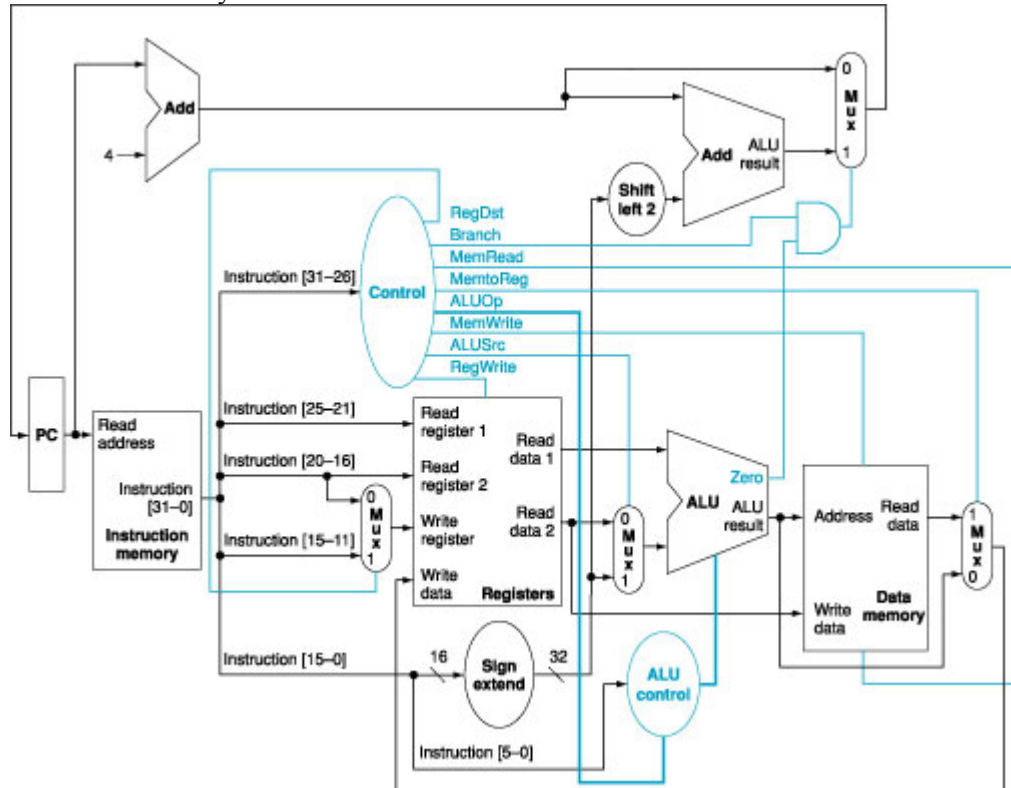 0
M
u
x
1
Add
4
Add
ALU
result
Shift
left 2
RegDst
Branch
MemRead
MemtoReg
ALUOp
MemWrite
ALUSrc
RegWrite
Control
Instruction [31–26]
PC
Read
address
Instruction
[31–0]
Instruction
memory
Instruction [25–21]
Instruction [20–16]
Instruction [15–11]
0
M
u
x
1
Read
register 1
Read
register 2
Write
register
Write
data
Registers
Read
data 1
Read
data 2
0
M
u
x
1
Zero
ALU
ALU
result
Address
Read
data
Write
data
Data
memory
1
M
u
x
0
Instruction [15–0]
16
Sign
extend
32
ALU
control
Instruction [5–0]